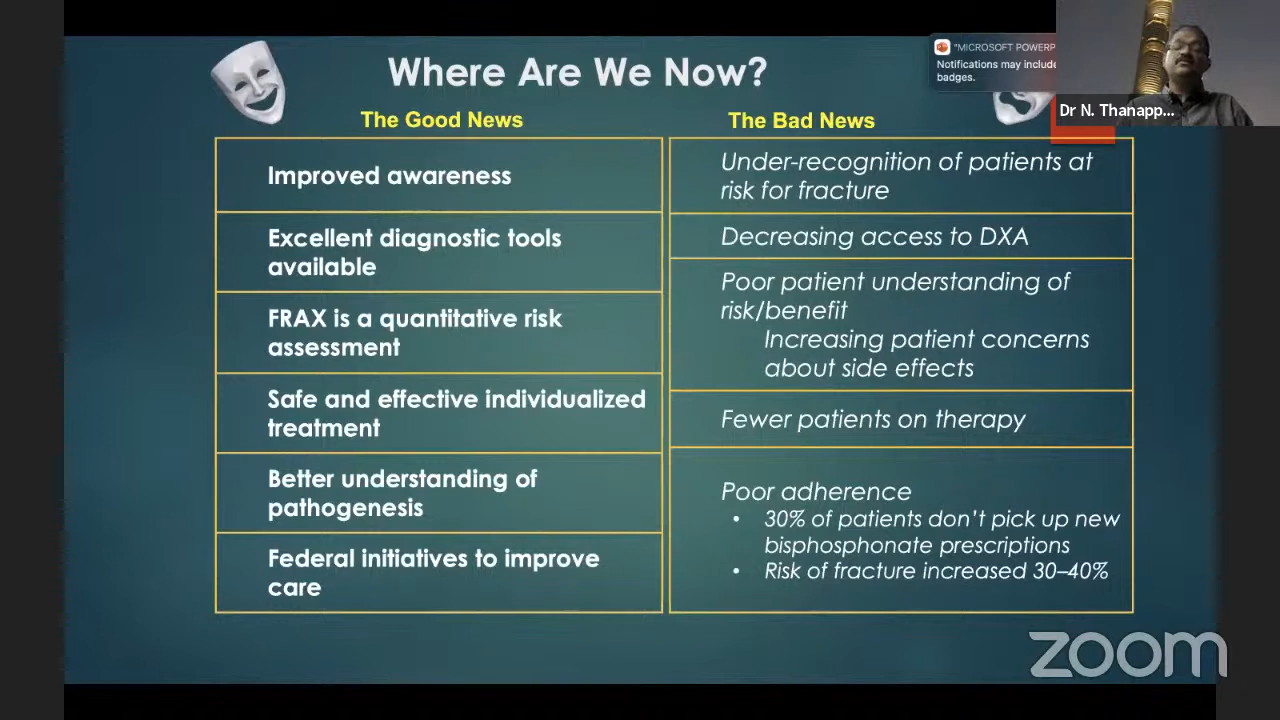 Where Are We Now?
"MICROSOFT POWERP
Notifications may include
badges.
Dr N. Thanapp...
The Good News
Improved awareness
Excellent diagnostic tools
available
FRAX is a quantitative risk
assessment
Safe and effective individualized
treatment
Better understanding of
pathogenesis
Federal initiatives to improve
care
The Bad News
Under-recognition of patients at
risk for fracture
Decreasing access to DXA
Poor patient understanding of
risk/benefit
Increasing patient concerns
about side effects
Fewer patients on therapy
Poor adherence
• 30% of patients don't pick up new
bisphosphonate prescriptions
• Risk of fracture increased 30–40%
zoom